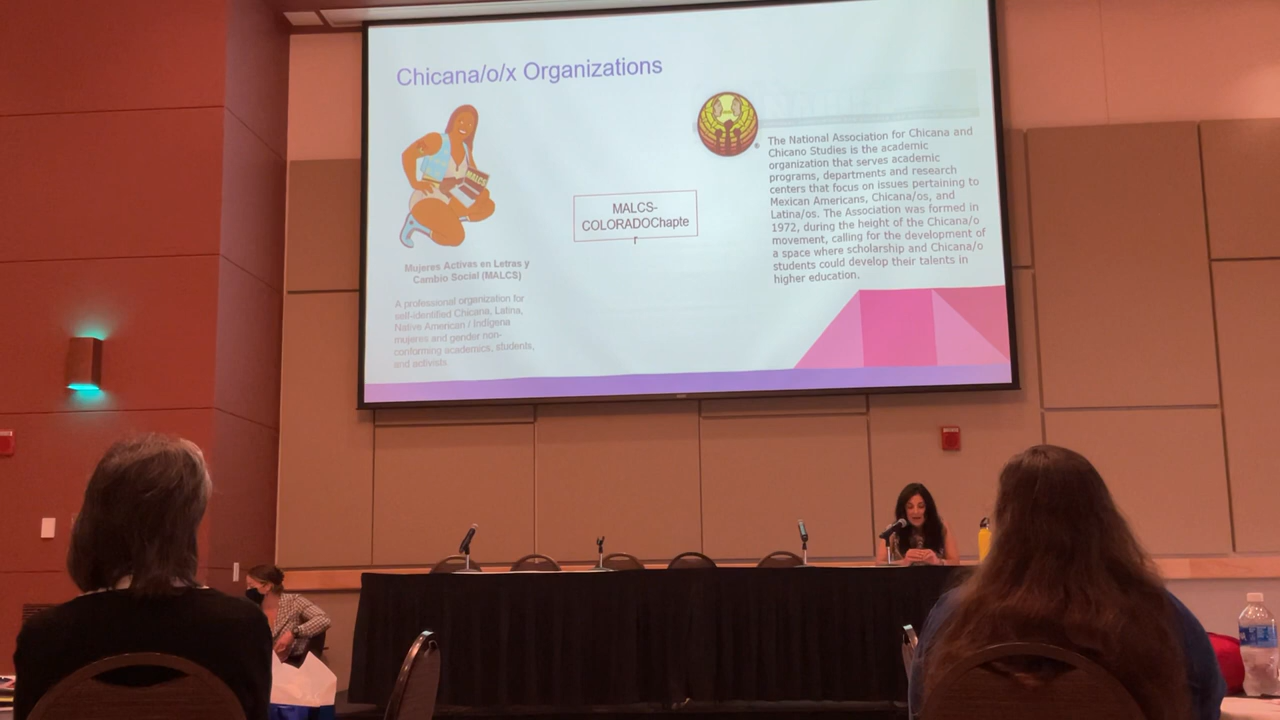 Chicana/o/x Organizations
MALCS
Mujeres Activas en Letras y
Cambio Social (MALCS)
A professional organization for
self-identified Chicana, Latina,
Native American / Indígena
mujeres and gender non-
conforming academics, students,
and activists
MALCS-
COLORADOChapte
r
The National Association for Chicana and
Chicano Studies is the academic
organization that serves academic
programs, departments and research
centers that focus on issues pertaining to
Mexican Americans, Chicana/os, and
Latina/os. The Association was formed in
1972, during the height of the Chicana/o
movement, calling for the development of
a space where scholarship and Chicana/o
students could develop their talents in
higher education.